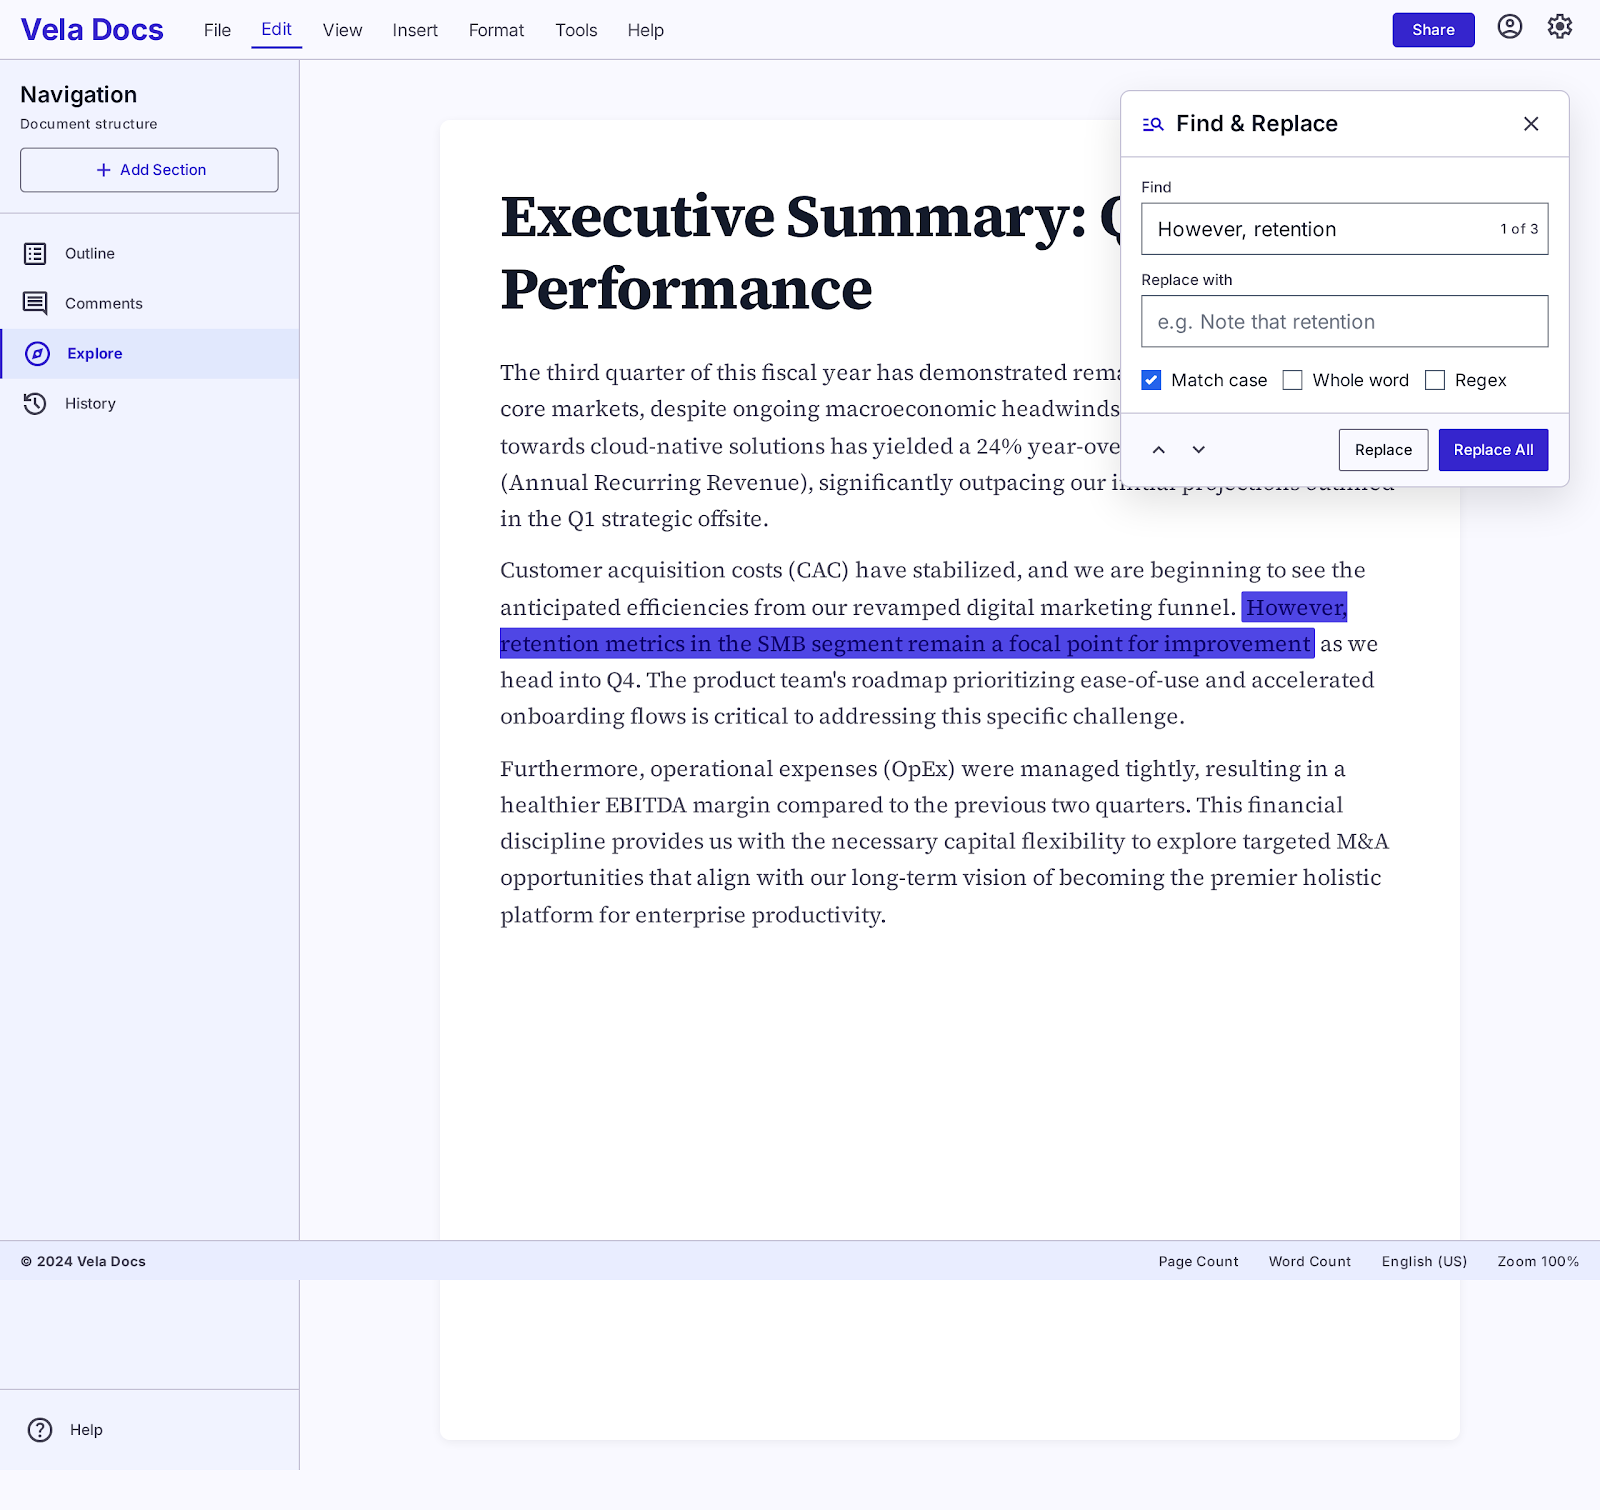 Vela Docs
File Edit View Insert Format Tools Help
Share
Navigation
Document structure
Add Section
Outline
Comments
Explore
History
Help
Executive Summary:
Performance
The third quarter of this fiscal year has demonstrated
core markets, despite ongoing macroeconomic headwinds
towards cloud-native solutions has yielded a 24%
(Annual Recurring Revenue), significantly outpacing our initial projections outlined
in the Q1 strategic offsite.
Customer acquisition costs (CAC) have stabilized, and we are beginning to see the
anticipated efficiencies from our revamped digital marketing funnel. However,
retention metrics in the SMB segment remain a focal point for improvement as we
head into Q4. The product team's roadmap prioritizing ease-of-use and accelerated
onboarding flows is critical to addressing this specific challenge.
Furthermore, operational expenses (OpEx) were managed tightly, resulting in a
healthier EBITDA margin compared to the previous two quarters. This financial
discipline provides us with the necessary capital flexibility to explore targeted M&A
opportunities that align with our long-term vision of becoming the premier holistic
platform for enterprise productivity.
Find & Replace
Find
However, retention 1 of 3
Replace with
e.g. Note that retention
Match case Whole word Regex
Replace Replace All
© 2024 Vela Docs
Page Count Word Count English (US) Zoom 100%